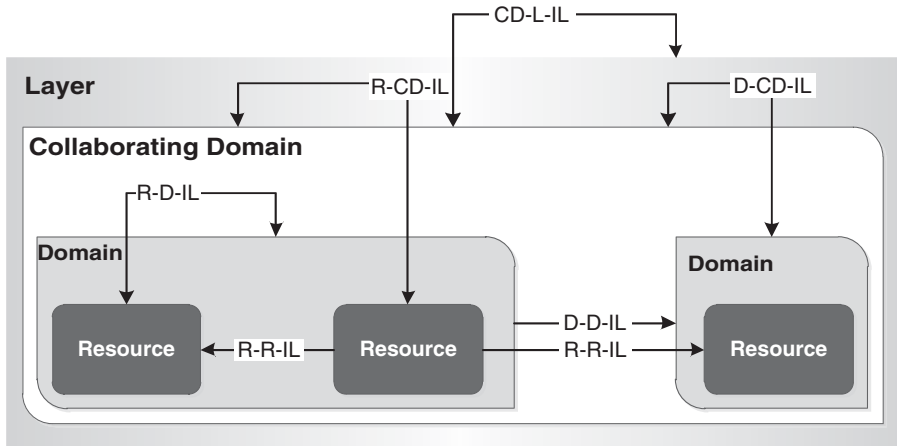 CD-L-IL
Layer
R-CD-IL
D-CD-IL
Collaborating Domain
R-D-IL
Domain
Domain
D-D-IL
Resource
R-R-IL
Resource
R-R-IL
Resource